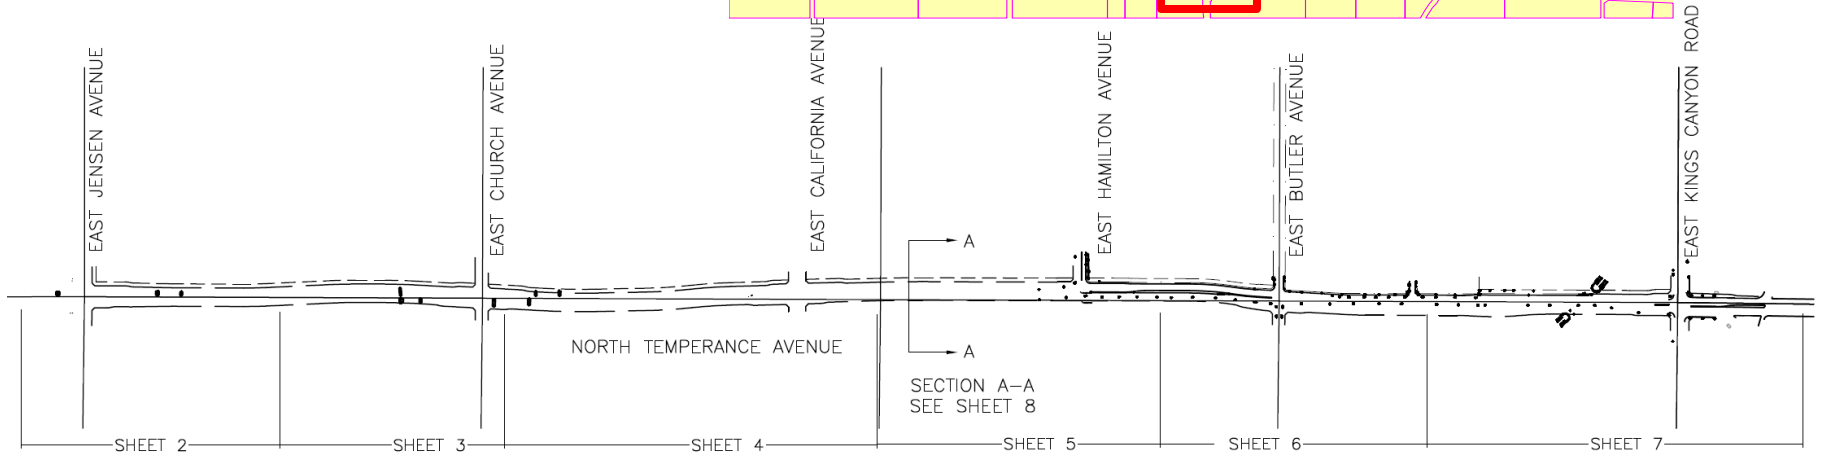 EAST JENSEN AVENUE
EAST CHURCH AVENUE
EAST CALIFORNIA AVENUE
EAST HAMILTON AVENUE
EAST BUTLER AVENUE
EAST KINGS CANYON ROAD
A
NORTH TEMPERANCE AVENUE
A
SECTION A-A
SEE SHEET 8
SHEET 2
SHEET 3
SHEET 4
SHEET 5
SHEET 6
SHEET 7